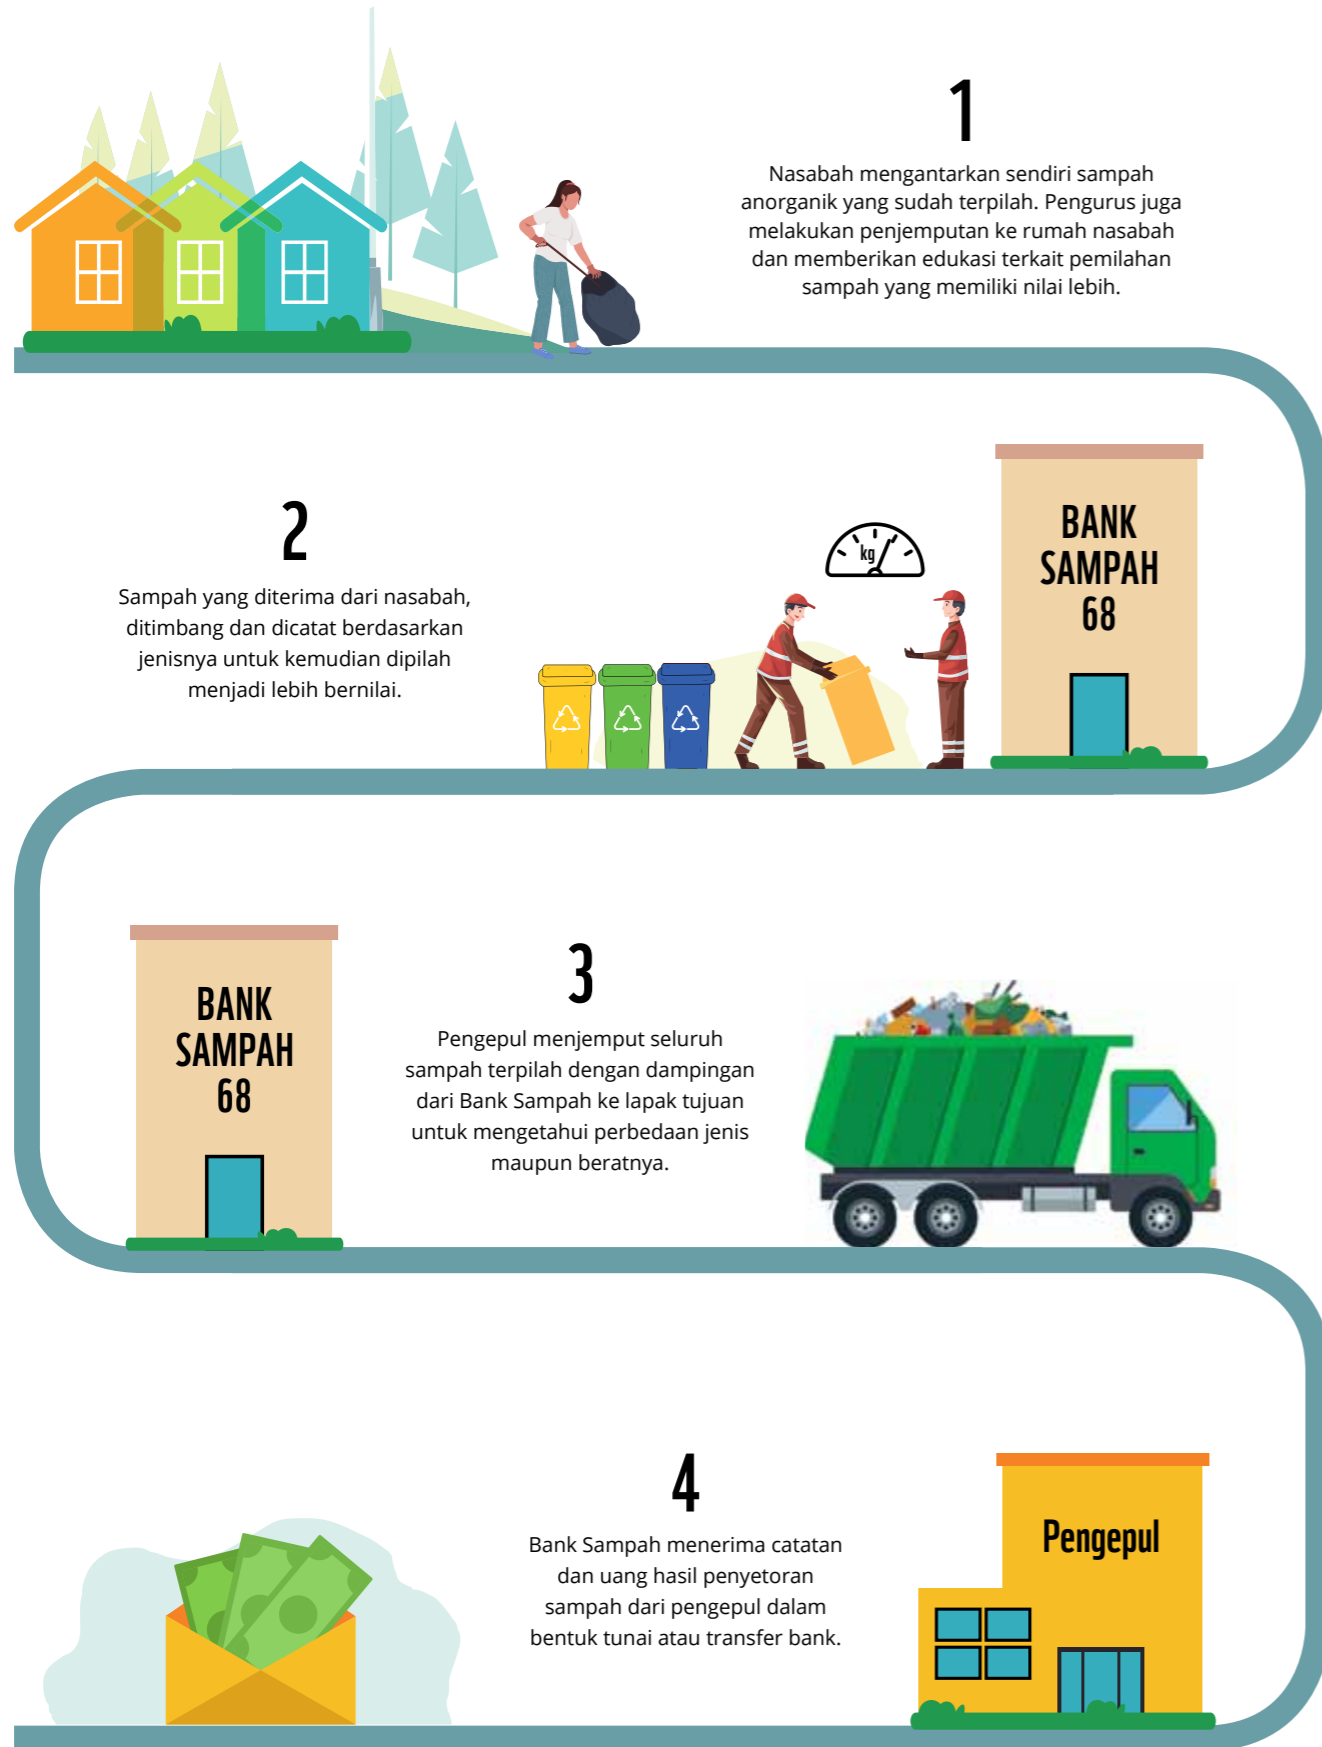 1
Nasabah mengantarkan sendiri sampah
anorganik yang sudah terpilah. Pengurus juga
melakukan penjemputan ke rumah nasabah
dan memberikan edukasi terkait pemilahan
sampah yang memiliki nilai lebih.
2
Sampah yang diterima dari nasabah,
ditimbang dan dicatat berdasarkan
jenisnya untuk kemudian dipilah
menjadi lebih bernilai.
kg
BANK
SAMPAH
68
BANK
SAMPAH
68
3
Pengepul menjemput seluruh
sampah terpilah dengan dampingan
dari Bank Sampah ke lapak tujuan
untuk mengetahui perbedaan jenis
maupun beratnya.
4
Bank Sampah menerima catatan
dan uang hasil penyetoran
sampah dari pengepul dalam
bentuk tunai atau transfer bank.
Pengepul